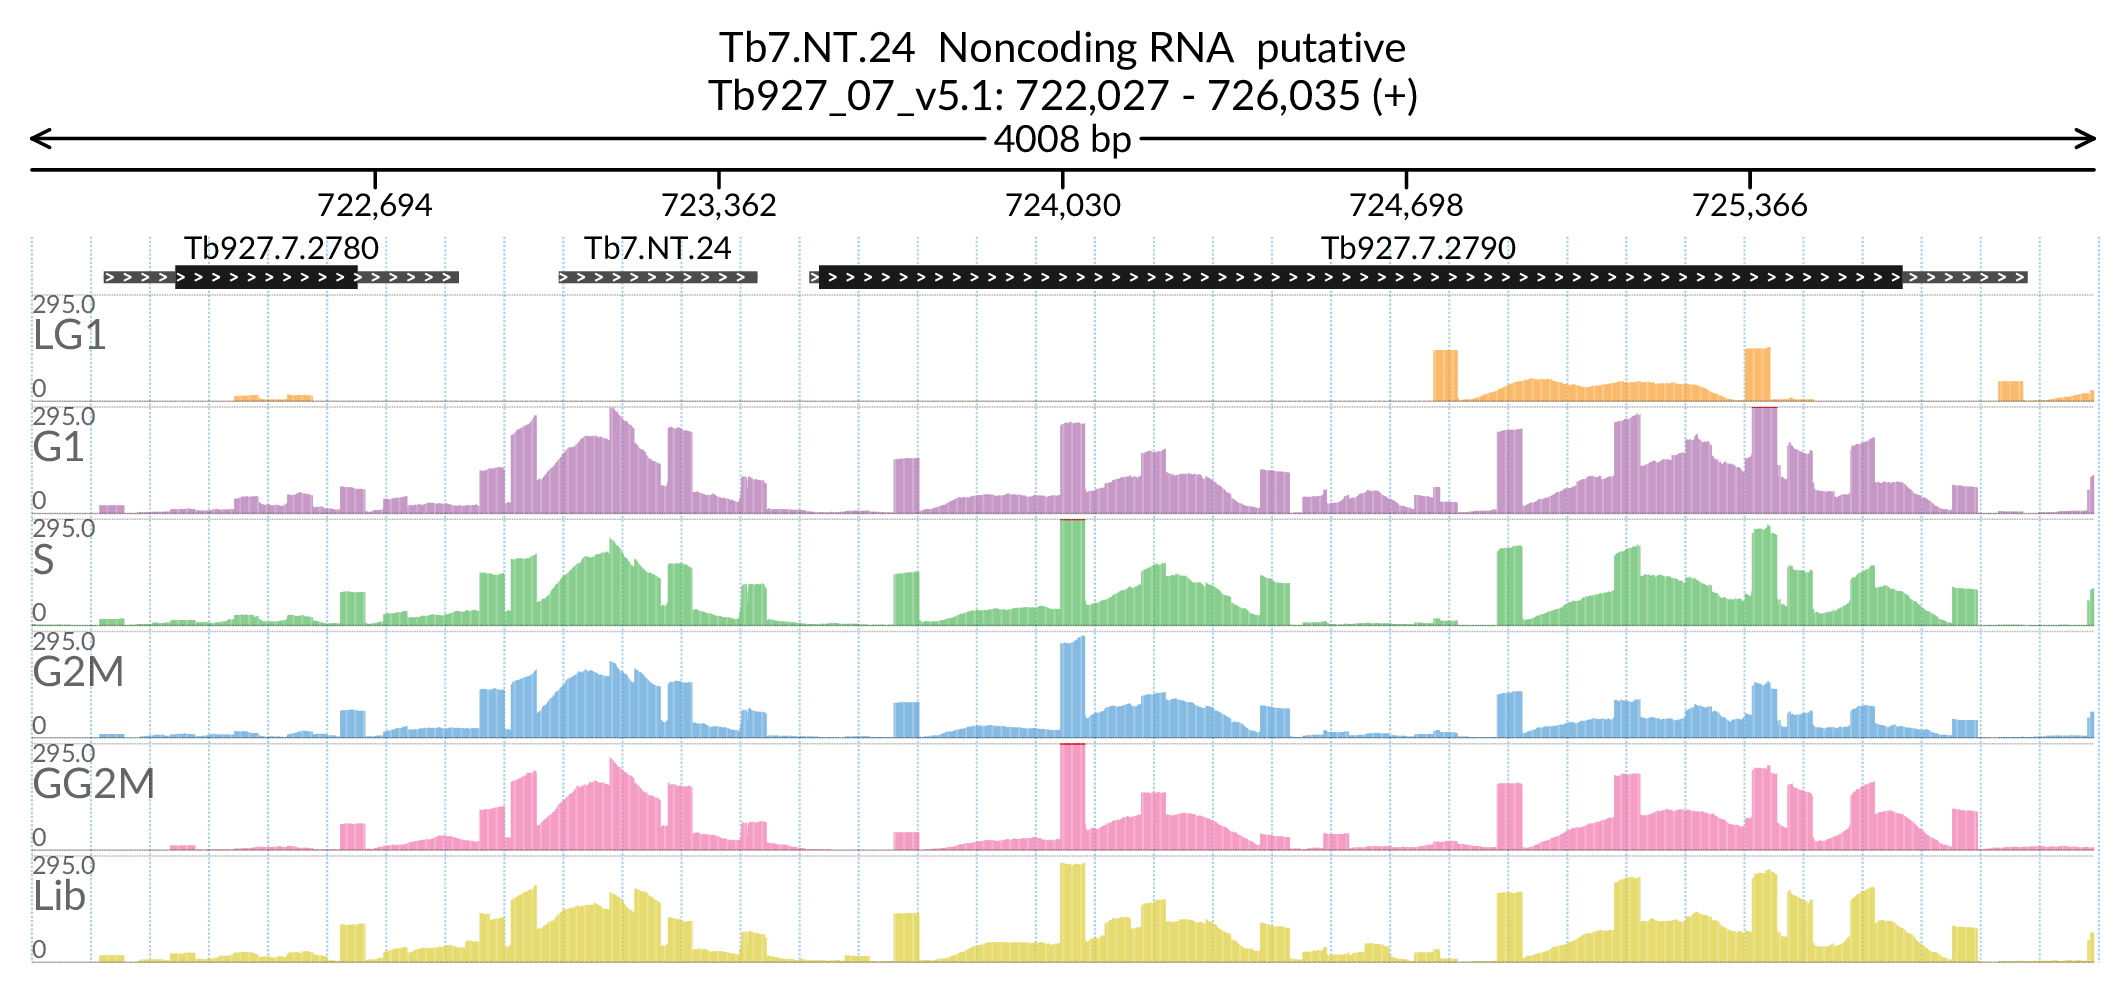 Tb7.NT.24 Noncoding RNA putative
Tb927_07_v5.1: 722,027 - 726,035 (+)
4008 bp
722,694 723,362 724,030 724,698 725,366
Tb927.7.2780 Tb7.NT.24 Tb927.7.2790
295.0
LG1
0
295.0
G1
0
295.0
S
0
295.0
G2M
0
295.0
GG2M
0
295.0
Lib
0